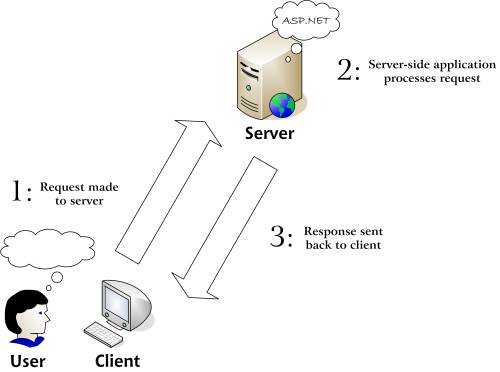 ASP.NET
2: Server-side application
processes request
Server
1: Request made
to server
3: Response sent
back to client
User
Client